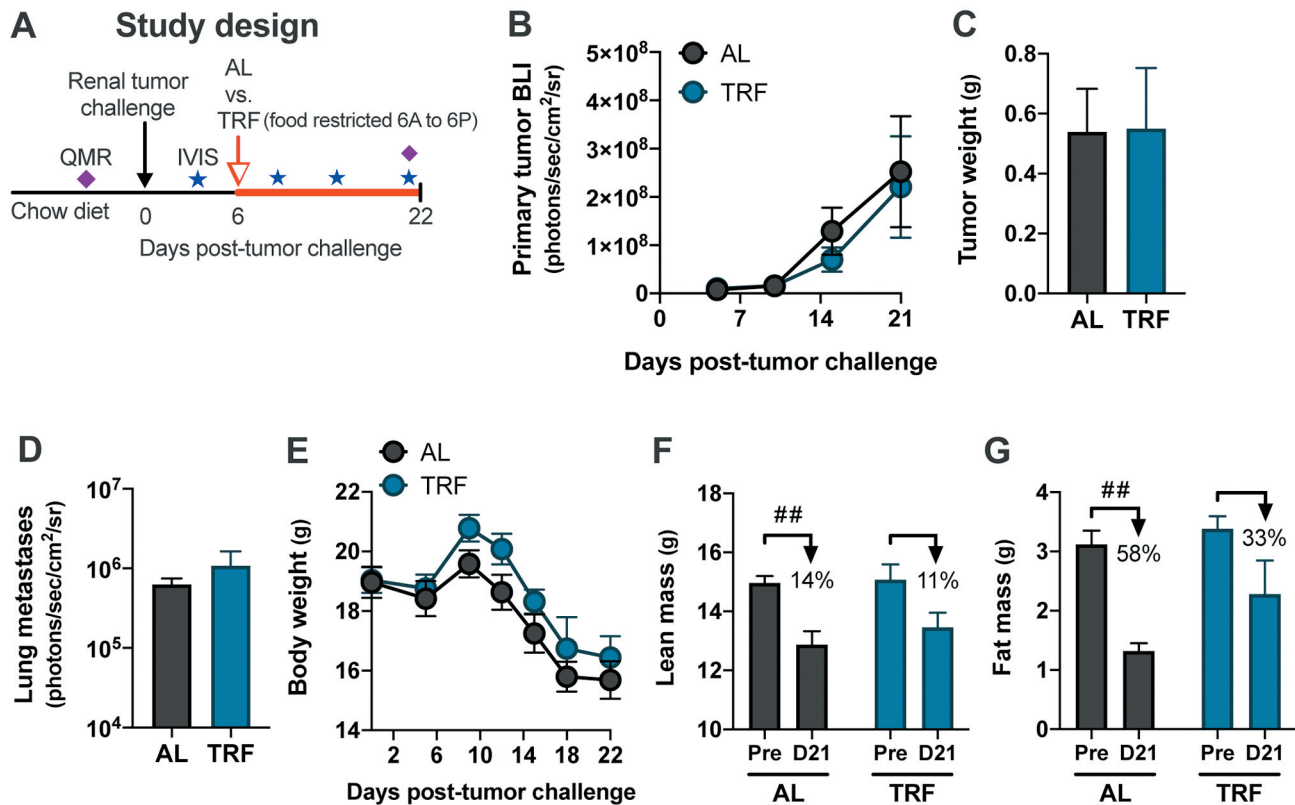 A
Study design
Renal tumor
challenge
AL
vs.
TRF (food restricted 6A to 6P)
QMR
IVIS
Chow diet
0
6
22
Days post-tumor challenge
B
AL
TRF
Primary tumor BLI
(photons/sec/cm²/sr)
5×10⁸
4×10⁸
3×10⁸
2×10⁸
1×10⁸
0
0 7 14 21
Days post-tumor challenge
C
Tumor weight (g)
0.8
0.6
0.4
0.2
0.0
AL TRF
D
Lung metastases
(photons/sec/cm²/sr)
10⁷
10⁶
10⁵
10⁴
AL TRF
E
AL
TRF
Body weight (g)
22
20
18
16
14
2 6 10 14 18 22
Days post-tumor challenge
F
Lean mass (g)
18
16
14
12
10
##
14%
11%
Pre D21 Pre D21
AL TRF
G
Fat mass (g)
4
3
2
1
0
##
58%
33%
Pre D21 Pre D21
AL TRF